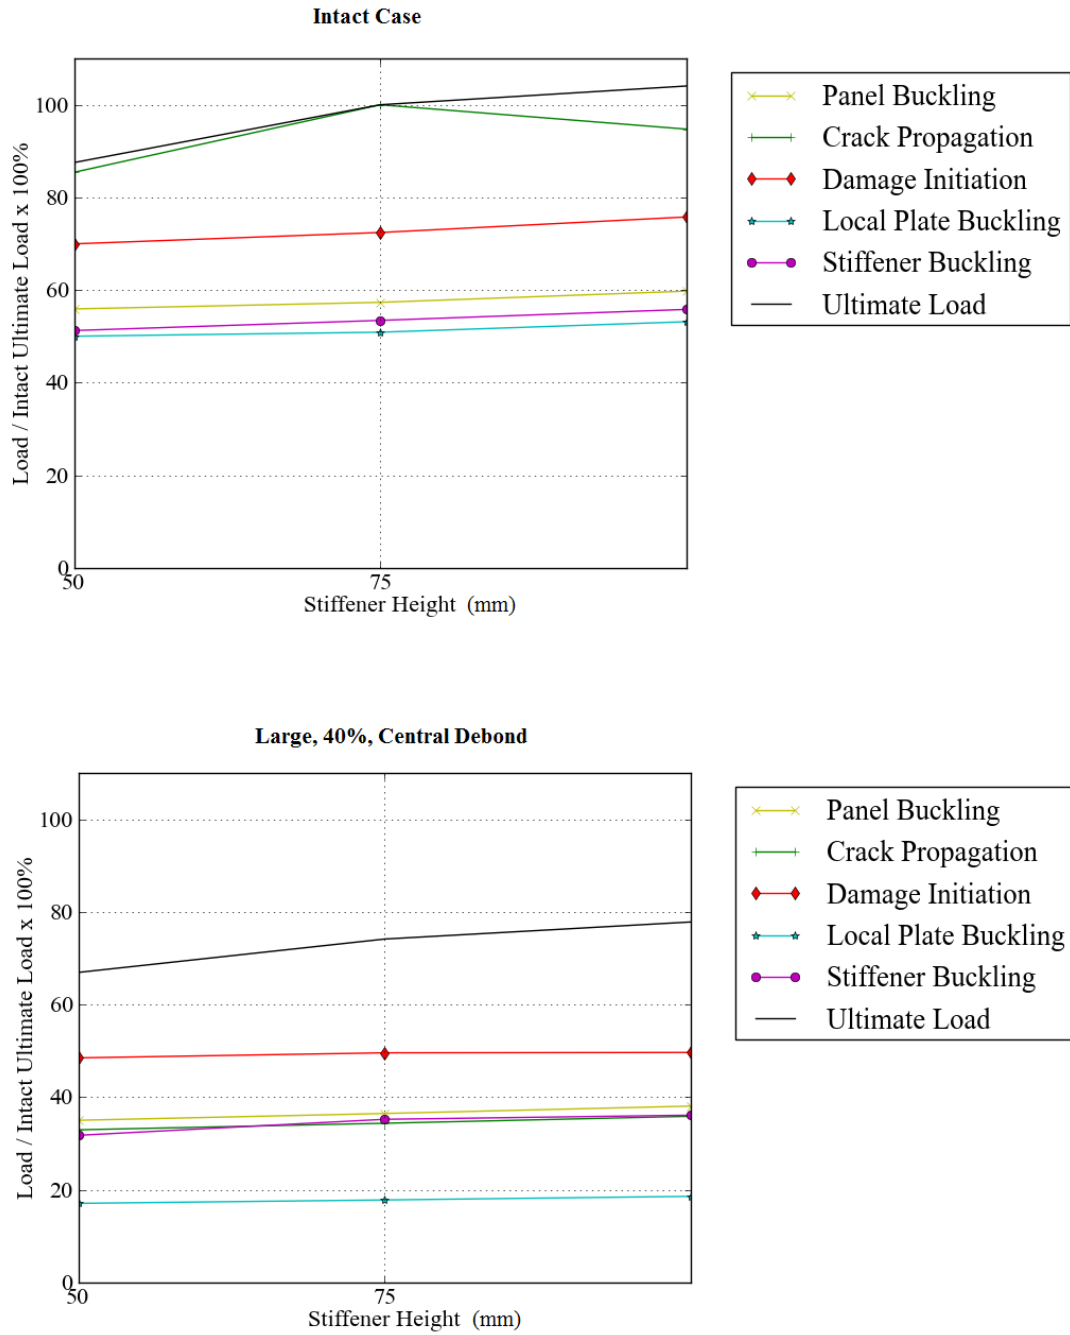 Intact Case
100
80
60
40
20
0
50
75
Load / Intact Ultimate Load x 100%
Stiffener Height (mm)
Panel Buckling
Crack Propagation
Damage Initiation
Local Plate Buckling
Stiffener Buckling
Ultimate Load
Large, 40%, Central Debond
100
80
60
40
20
0
50
75
Load / Intact Ultimate Load x 100%
Stiffener Height (mm)
Panel Buckling
Crack Propagation
Damage Initiation
Local Plate Buckling
Stiffener Buckling
Ultimate Load